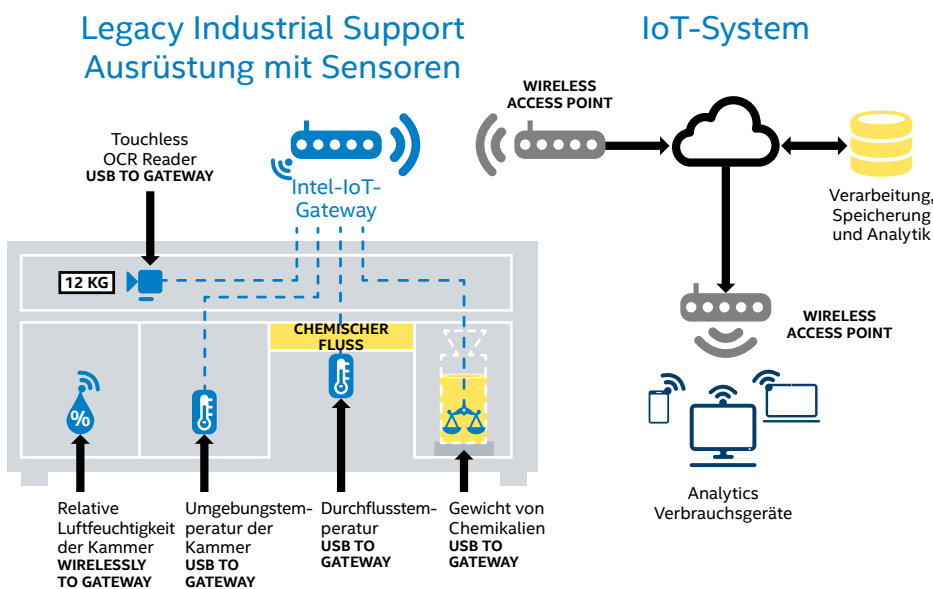 Legacy Industrial Support
Ausrüstung mit Sensoren
IoT-System
Touchless
OCR Reader
USB TO GATEWAY
Intel-IoT-
Gateway
WIRELESS
ACCESS POINT
Verarbeitung,
Speicherung
und Analytik
12 KG
CHEMISCHER
FLUSS
%
WIRELESS
ACCESS POINT
Analytics
Verbrauchsgeräte
Relative
Luftfeuchtigkeit
der Kammer
WIRELESSLY
TO GATEWAY
Umgebungstem-
peratur der
Kammer
USB TO
GATEWAY
Durchflusstem-
peratur
USB TO
GATEWAY
Gewicht von
Chemikalien
USB TO
GATEWAY